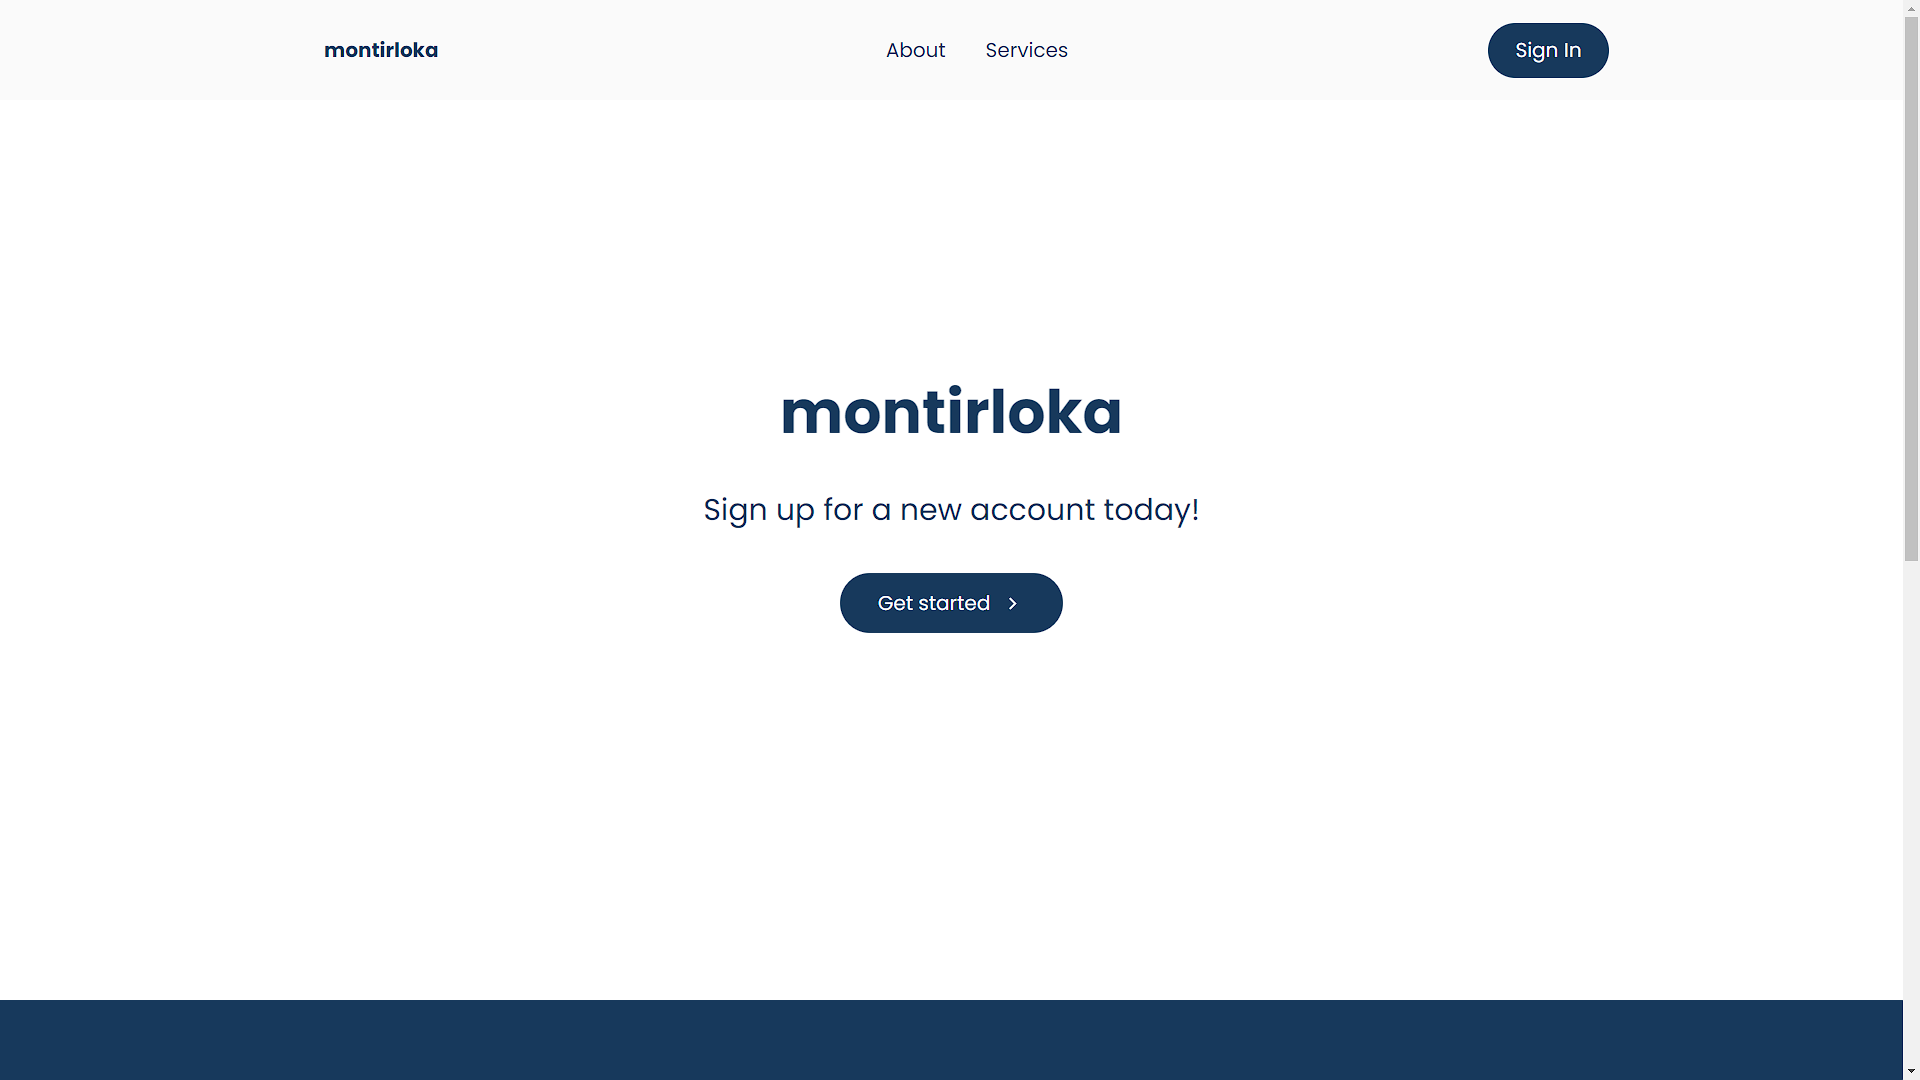 montirloka
About
Services
Sign In
montirloka
Sign up for a new account today!
Get started